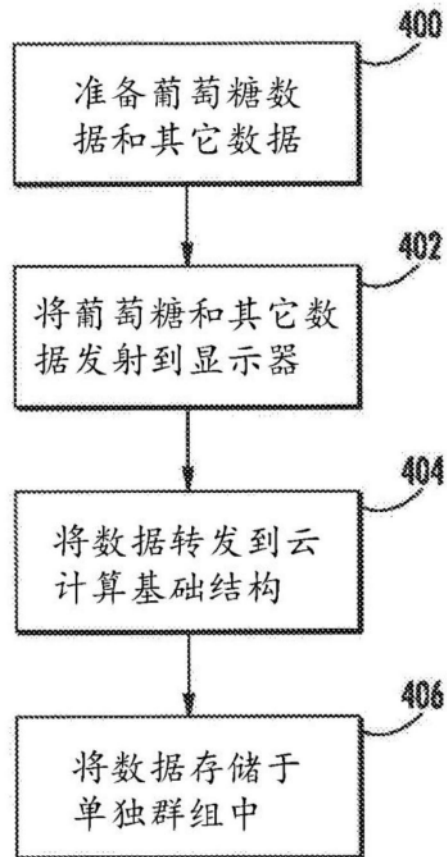 400
准备葡萄糖数
据和其它数据
402
将葡萄糖和其它数
据发射到显示器
404
将数据转发到云
计算基础结构
406
将数据存储于
单独群组中